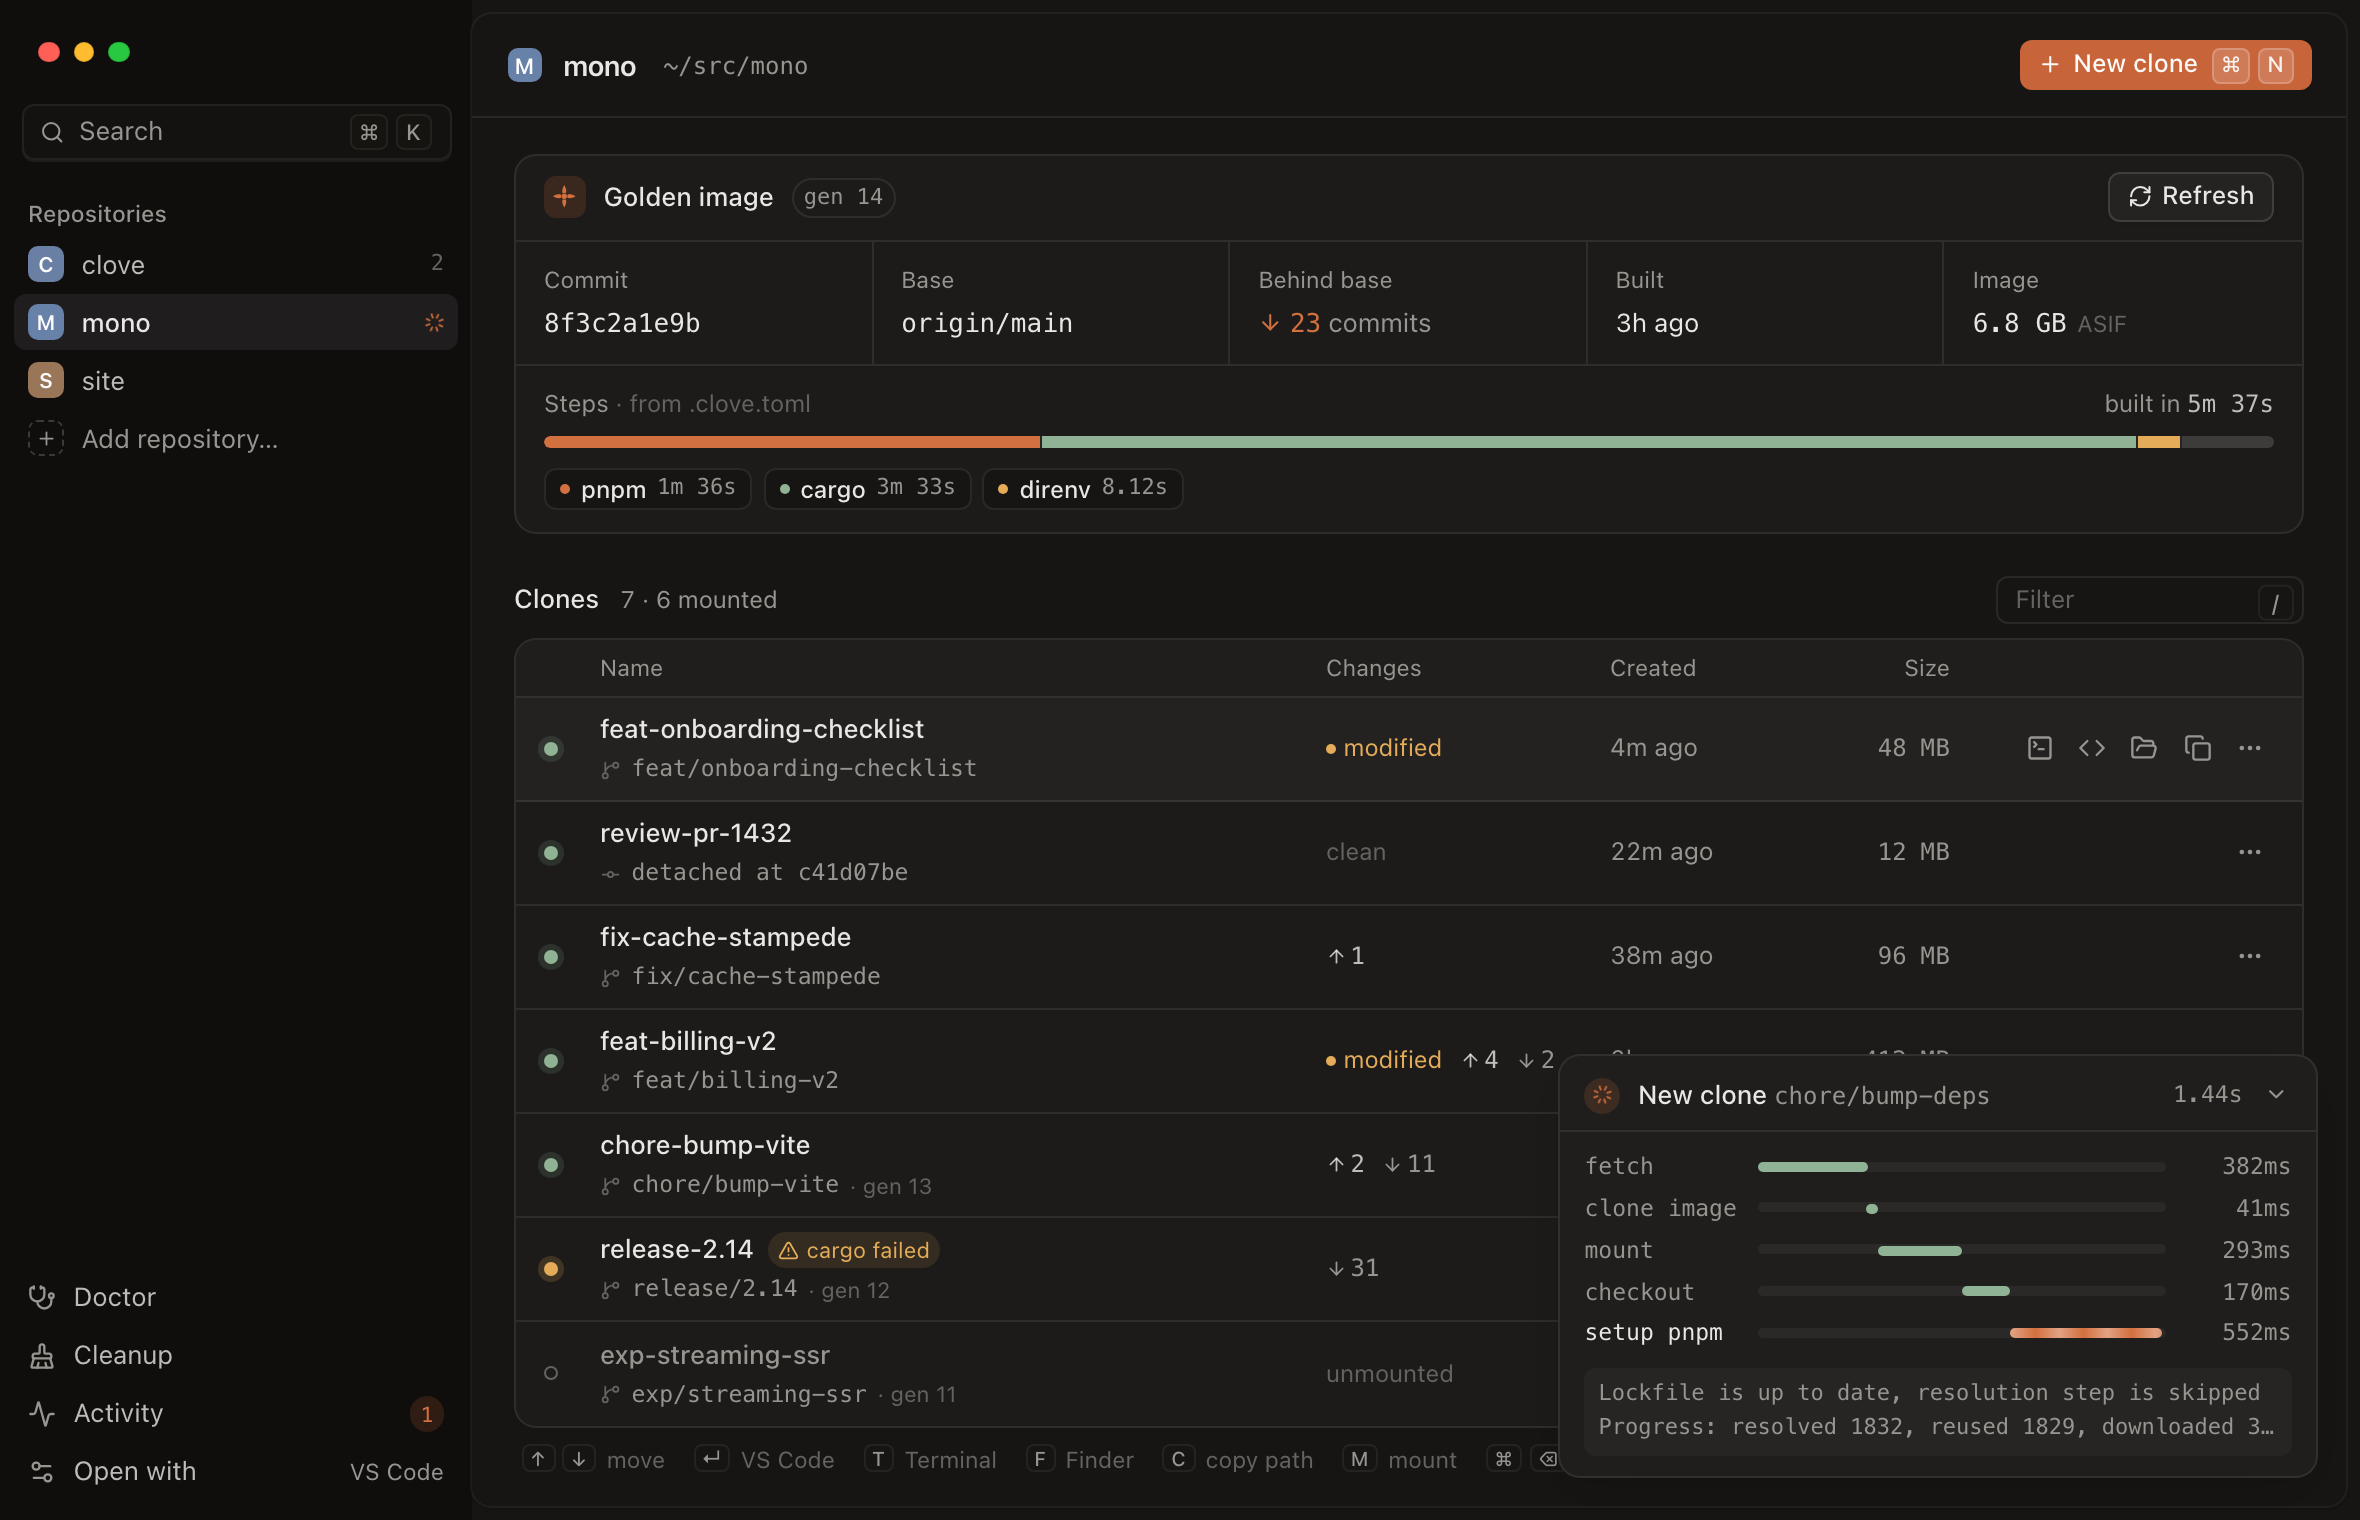 Search ⌘ K
Repositories
C clove 2
M mono
S site
+ Add repository...
Doctor
Cleanup
Activity 1
Open with VS Code
M mono ~/src/mono
+ New clone ⌘ N
Golden image gen 14
Refresh
Commit
8f3c2a1e9b
Base
origin/main
Behind base
↓ 23 commits
Built
3h ago
Image
6.8 GB ASIF
Steps · from .clove.toml
built in 5m 37s
pnpm 1m 36s
cargo 3m 33s
direnv 8.12s
Clones 7 · 6 mounted
Filter /
Name Changes Created Size
feat-onboarding-checklist
feat/onboarding-checklist
modified 4m ago 48 MB
review-pr-1432
detached at c41d07be
clean 22m ago 12 MB
fix-cache-stampede
fix/cache-stampede
↑ 1 38m ago 96 MB
feat-billing-v2
feat/billing-v2
modified ↑ 4 ↓ 2
chore-bump-vite
chore/bump-vite · gen 13
↑ 2 ↓ 11
release-2.14 cargo failed
release/2.14 · gen 12
↓ 31
exp-streaming-ssr
exp/streaming-ssr · gen 11
unmounted
↑ ↓ move ↵ VS Code T Terminal F Finder C copy path M mount ⌘ ⌫
New clone chore/bump-deps 1.44s
fetch 382ms
clone image 41ms
mount 293ms
checkout 170ms
setup pnpm 552ms
Lockfile is up to date, resolution step is skipped
Progress: resolved 1832, reused 1829, downloaded 3…